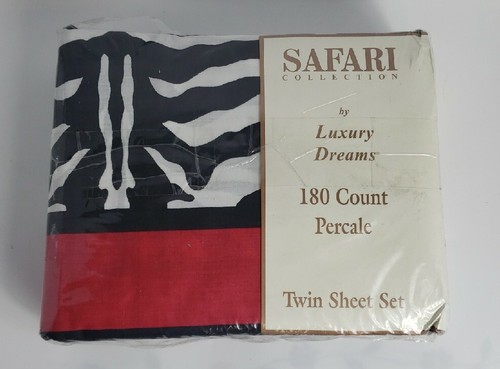 SAFARI
COLLECTION
by
Luxury
Dreams
180 Count
Percale
Twin Sheet Set